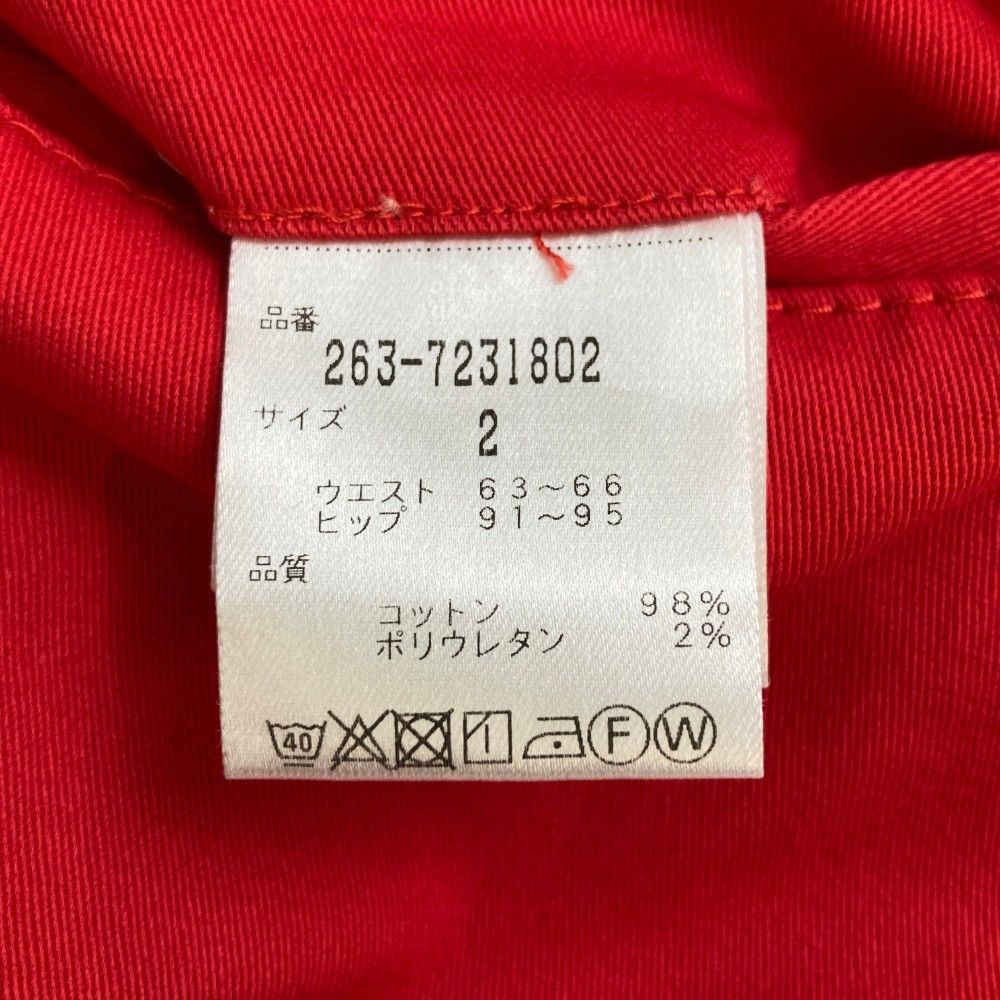 品番
263-7231802
サイズ
2
ウエスト 63～66
ヒップ 91～95
品質
コットン 98%
ポリウレタン 2%
40 F W